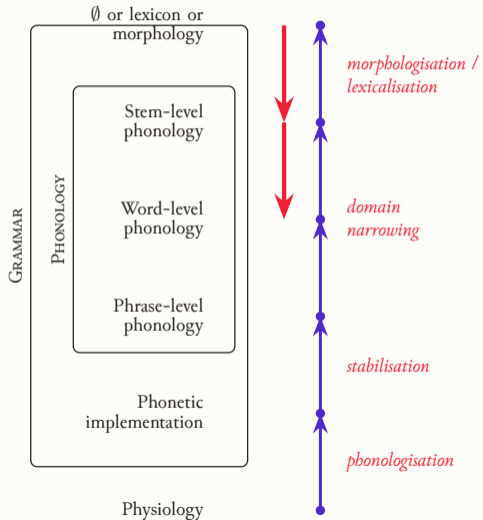 ∅ or lexicon or
morphology
Stem-level
phonology
Word-level
phonology
Phrase-level
phonology
Phonetic
implementation
Physiology
GRAMMAR
PHONOLOGY
morphologisation /
lexicalisation
domain
narrowing
stabilisation
phonologisation